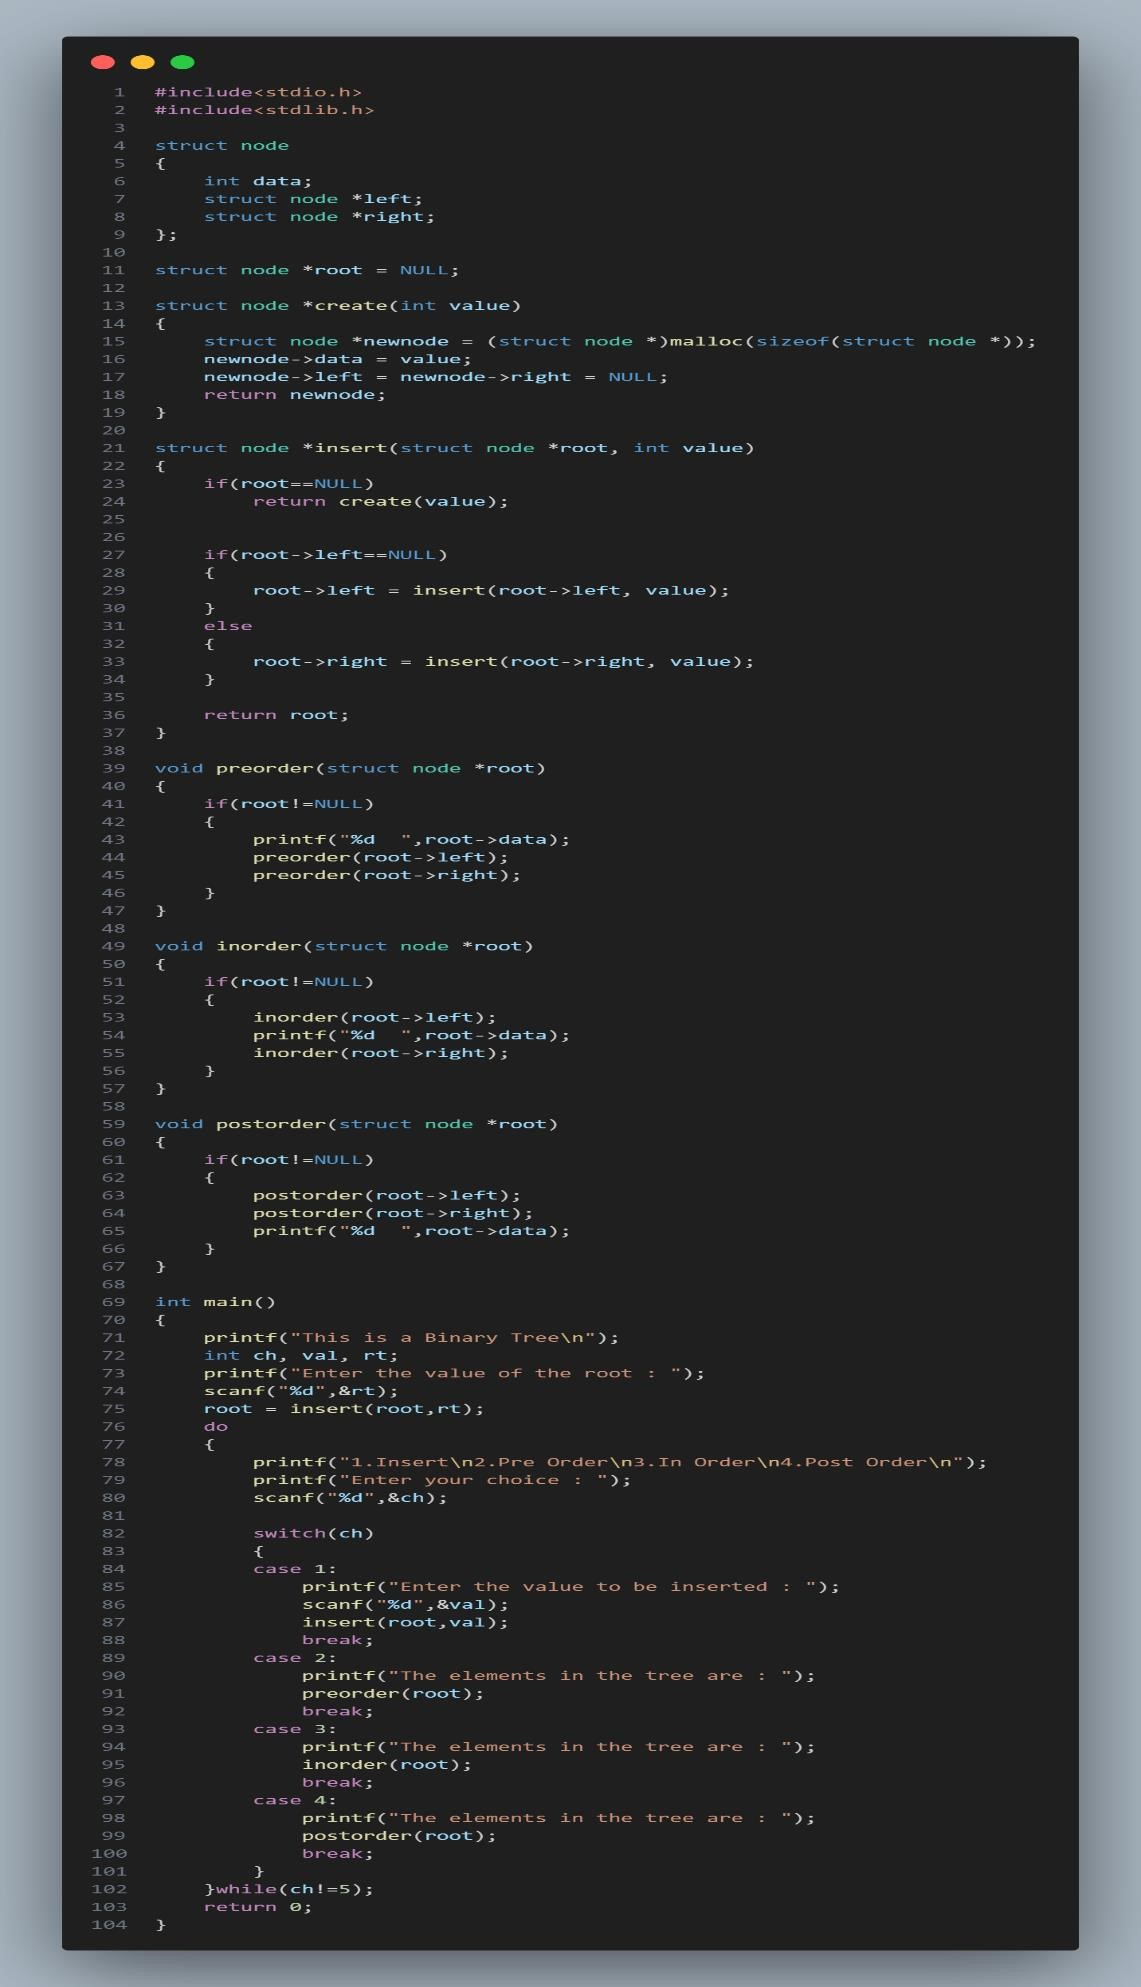 1 #include<stdio.h>
2 #include<stdlib.h>
3
4 struct node
5 {
6     int data;
7     struct node *left;
8     struct node *right;
9 };
10
11 struct node *root = NULL;
12
13 struct node *create(int value)
14 {
15     struct node *newnode = (struct node *)malloc(sizeof(struct node *));
16     newnode->data = value;
17     newnode->left = newnode->right = NULL;
18     return newnode;
19 }
20
21 struct node *insert(struct node *root, int value)
22 {
23     if(root==NULL)
24         return create(value);
25
26
27     if(root->left==NULL)
28     {
29         root->left = insert(root->left, value);
30     }
31     else
32     {
33         root->right = insert(root->right, value);
34     }
35
36     return root;
37 }
38
39 void preorder(struct node *root)
40 {
41     if(root!=NULL)
42     {
43         printf("%d  ",root->data);
44         preorder(root->left);
45         preorder(root->right);
46     }
47 }
48
49 void inorder(struct node *root)
50 {
51     if(root!=NULL)
52     {
53         inorder(root->left);
54         printf("%d  ",root->data);
55         inorder(root->right);
56     }
57 }
58
59 void postorder(struct node *root)
60 {
61     if(root!=NULL)
62     {
63         postorder(root->left);
64         postorder(root->right);
65         printf("%d  ",root->data);
66     }
67 }
68
69 int main()
70 {
71     printf("This is a Binary Tree\n");
72     int ch, val, rt;
73     printf("Enter the value of the root : ");
74     scanf("%d",&rt);
75     root = insert(root,rt);
76     do
77     {
78         printf("1.Insert\n2.Pre Order\n3.In Order\n4.Post Order\n");
79         printf("Enter your choice : ");
80         scanf("%d",&ch);
81
82         switch(ch)
83         {
84         case 1:
85             printf("Enter the value to be inserted : ");
86             scanf("%d",&val);
87             insert(root,val);
88             break;
89         case 2:
90             printf("The elements in the tree are : ");
91             preorder(root);
92             break;
93         case 3:
94             printf("The elements in the tree are : ");
95             inorder(root);
96             break;
97         case 4:
98             printf("The elements in the tree are : ");
99             postorder(root);
100             break;
101         }
102     }while(ch!=5);
103     return 0;
104 }